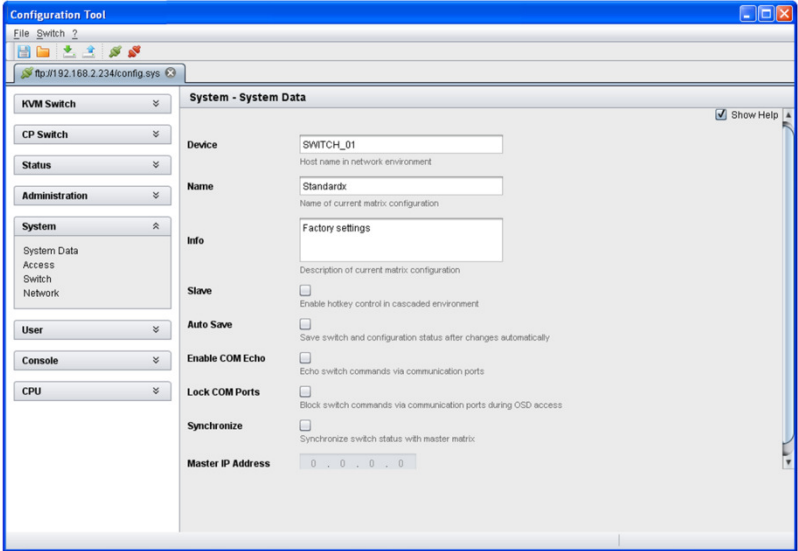 Configuration Tool
File Switch ?
ftp://192.168.2.234/config.sys
KVM Switch
CP Switch
Status
Administration
System
System Data
Access
Switch
Network
User
Console
CPU
System - System Data
Show Help
Device SWITCH_01
Host name in network environment
Name Standardx
Name of current matrix configuration
Info Factory settings
Description of current matrix configuration
Slave
Enable hotkey control in cascaded environment
Auto Save
Save switch and configuration status after changes automatically
Enable COM Echo
Echo switch commands via communication ports
Lock COM Ports
Block switch commands via communication ports during OSD access
Synchronize
Synchronize switch status with master matrix
Master IP Address 0 . 0 . 0 . 0